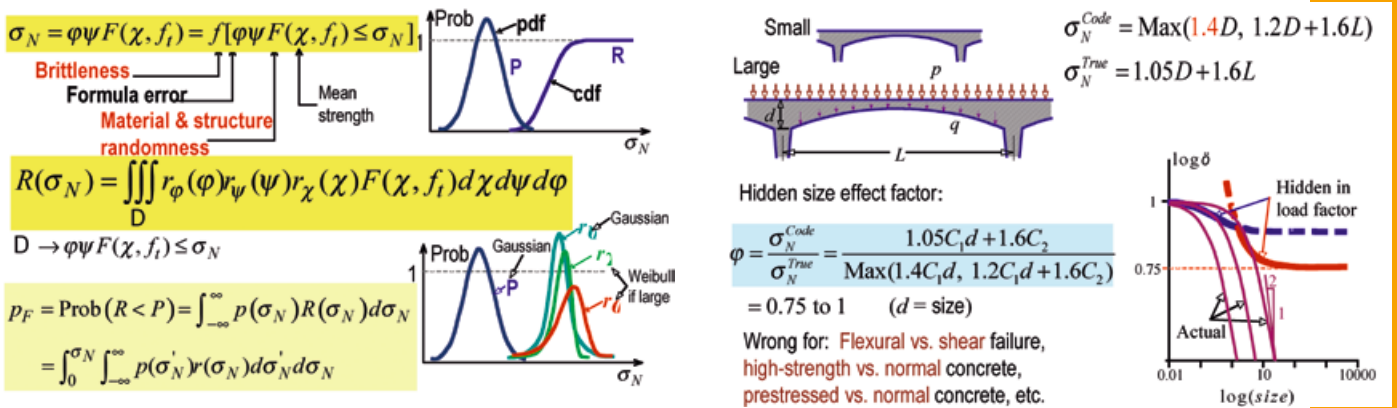 σ_N = φψF(χ, f_t) = f[φψF(χ, f_t) ≤ σ_N]
Brittleness
Formula error
Material & structure
randomness
Mean
strength
R(σ_N) = ∭ r_φ(φ)r_ψ(ψ)r_χ(χ)F(χ, f_t)dχdψdφ
D
D → φψF(χ, f_t) ≤ σ_N
p_F = Prob(R < P) = ∫_{-∞}^{∞} p(σ_N)R(σ_N)dσ_N
= ∫_0^{σ_N} ∫_{-∞}^{∞} p(σ'_N)r(σ_N)dσ'_N dσ_N
Prob
pdf
1
P
R
cdf
σ_N
Prob
Gaussian
Gaussian
1
P
Weibull
if large
σ_N
Small
Large
p
d
q
L
σ_N^{Code} = Max(1.4D, 1.2D+1.6L)
σ_N^{True} = 1.05D+1.6L
Hidden size effect factor:
φ = σ_N^{Code}/σ_N^{True} = (1.05C_1d + 1.6C_2)/Max(1.4C_1d, 1.2C_1d + 1.6C_2)
= 0.75 to 1 (d = size)
Wrong for: Flexural vs. shear failure,
high-strength vs. normal concrete,
prestressed vs. normal concrete, etc.
Hidden in
load factor
1
0.75
2
1
Actual
0.01
10
10000
log(size)